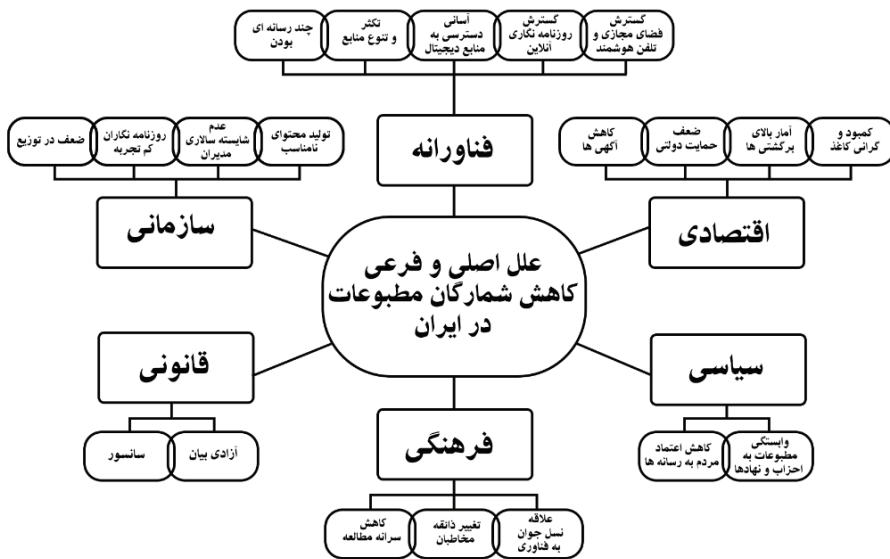 گسترش
فضای مجازی و
تلفن هوشمند
گسترش
روزنامه نگاری
آنلاین
آسانی
دسترسی به
منابع دیجیتال
تکثر
و تنوع منابع
چند رسانه ای
بودن
فناورانه
کمبود و
گرانی کاغذ
آمار بالای
برگشتی ها
ضعف
حمایت دولتی
کاهش
آگهی ها
اقتصادی
تولید محتوای
نامناسب
عدم
شایسته سالاری
مدیران
روزنامه نگاران
کم تجربه
ضعف در توزیع
سازمانی
علل اصلی و فرعی
کاهش شمارگان مطبوعات
در ایران
سیاسی
وابستگی
مطبوعات به
احزاب و نهادها
کاهش اعتماد
مردم به رسانه ها
قانونی
آزادی بیان
سانسور
فرهنگی
علاقه
نسل جوان
به فناوری
تغییر ذائقه
مخاطبان
کاهش
سرانه مطالعه